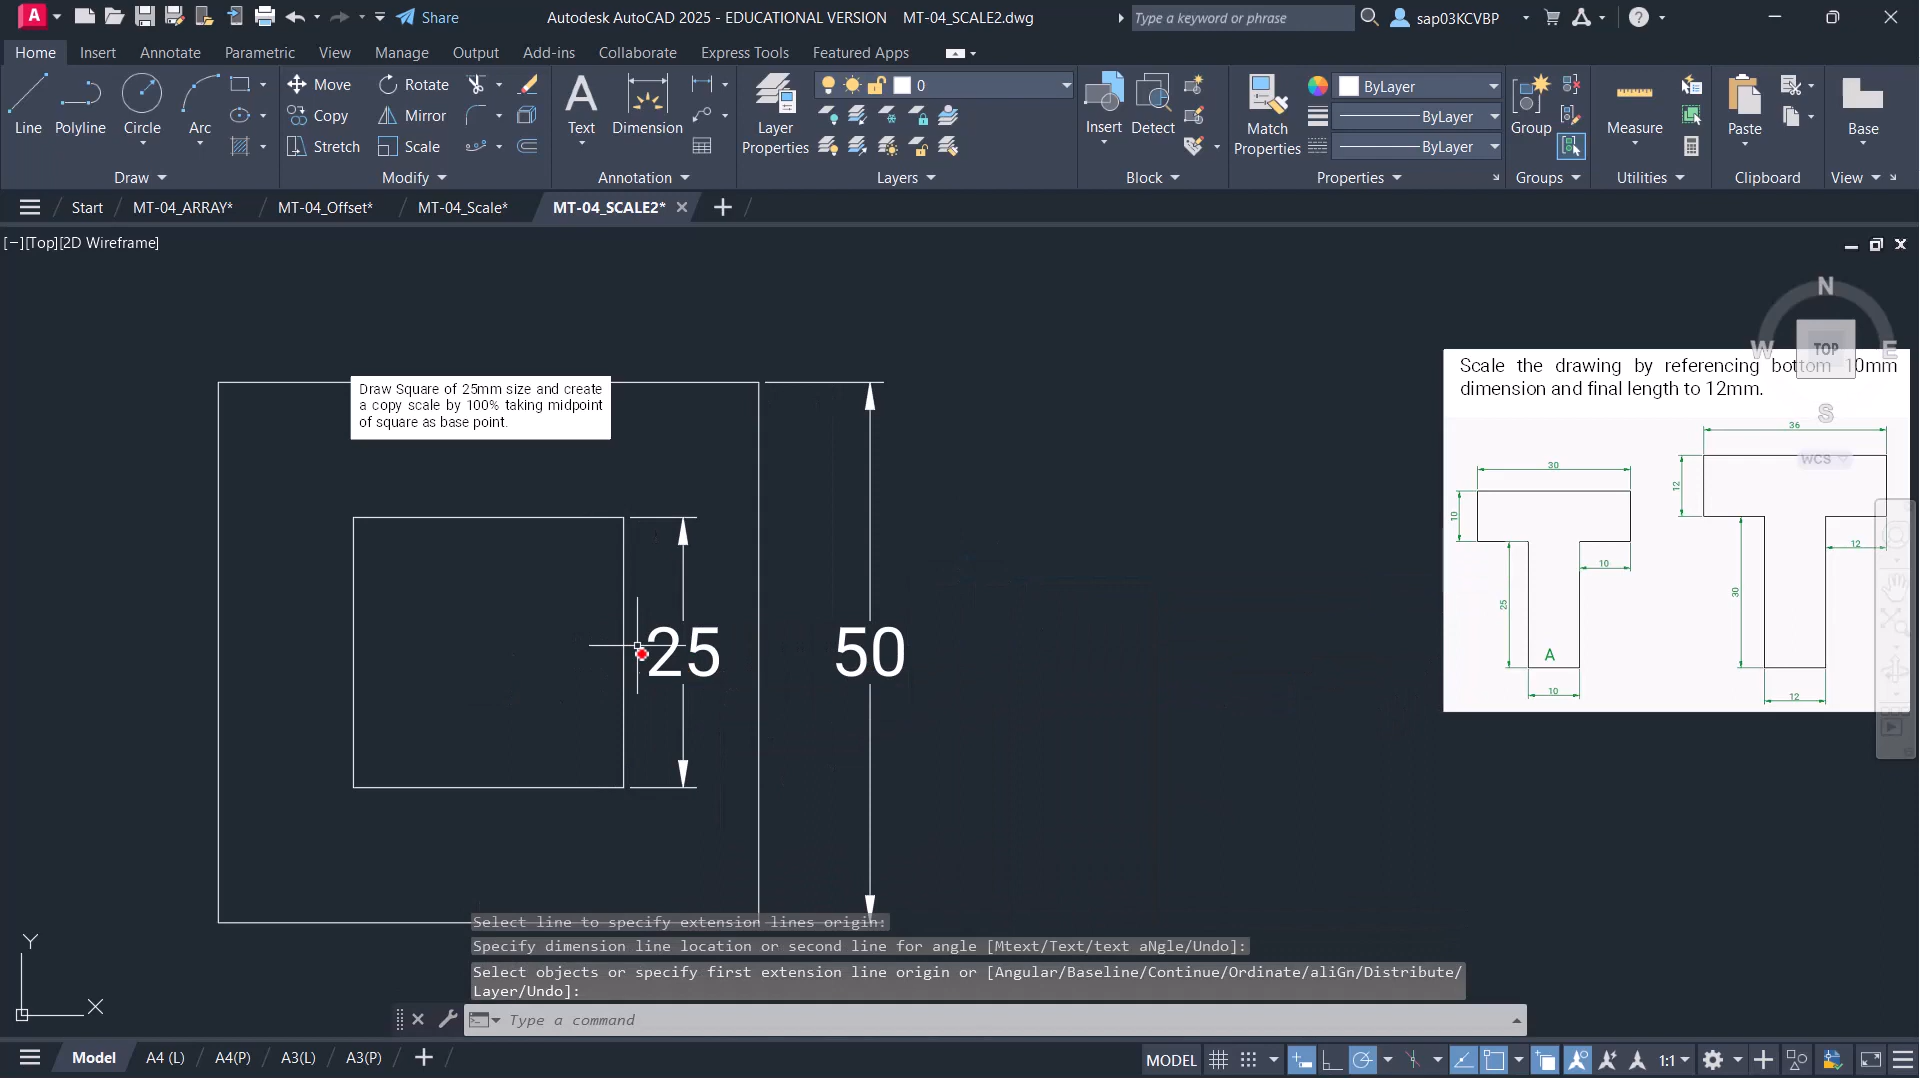 Share
Autodesk AutoCAD 2025 - EDUCATIONAL VERSION MT-04_SCALE2.dwg
Type a keyword or phrase
sap03KCVBP
Home Insert Annotate Parametric View Manage Output Add-ins Collaborate Express Tools Featured Apps
Line Polyline Circle Arc
Move Rotate
Copy Mirror
Stretch Scale
Text Dimension
Layer Properties
0
Insert Detect
Match Properties
ByLayer
ByLayer
ByLayer
Group
Measure
Paste
Base
Draw Modify Annotation Layers Block Properties Groups Utilities Clipboard View
Start MT-04_ARRAY* MT-04_Offset* MT-04_Scale* MT-04_SCALE2*
[−][Top][2D Wireframe]
Draw Square of 25mm size and create
a copy scale by 100% taking midpoint
of square as base point.
25
50
Scale the drawing by referencing bottom 10mm
dimension and final length to 12mm.
N
W TOP E
S
WCS
30
10
10
25
A
10
36
12
12
30
12
Y
X
Select line to specify extension lines origin:
Specify dimension line location or second line for angle [Mtext/Text/text aNgle/Undo]:
Select objects or specify first extension line origin or [Angular/Baseline/Continue/Ordinate/aliGn/Distribute/
Layer/Undo]:
Type a command
Model A4 (L) A4(P) A3(L) A3(P)
MODEL 1:1